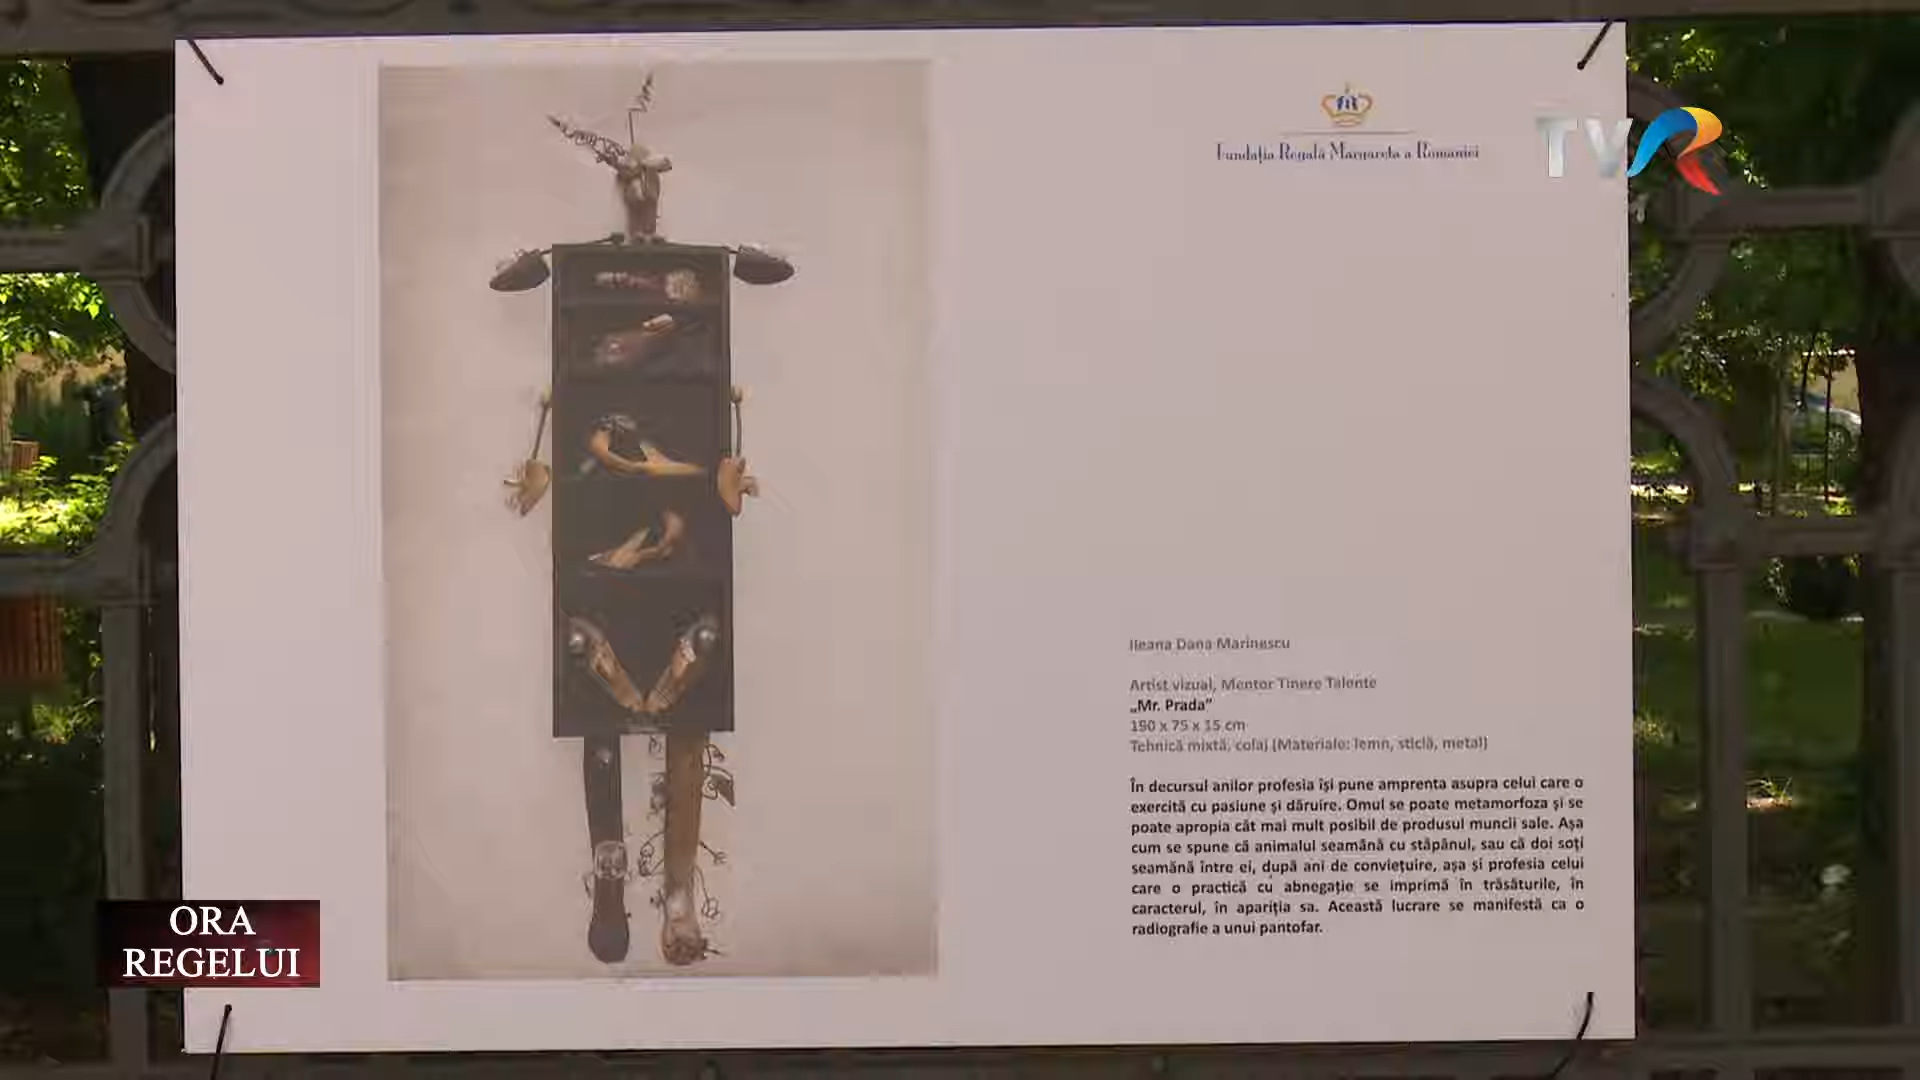 Fundația Regală Margareta a României
TVR
Ileana Dana Marinescu
Artist vizual, Mentor Tinere Talente
„Mr. Prada”
190 x 75 x 15 cm
Tehnică mixtă, colaj (Materiale: lemn, sticlă, metal)
În decursul anilor profesia își pune amprenta asupra celui care o
exercită cu pasiune și dăruire. Omul se poate metamorfoza și se
poate apropia cât mai mult posibil de produsul muncii sale. Așa
cum se spune că animalul seamănă cu stăpânul, sau că doi soți
seamănă între ei, după ani de conviețuire, așa și profesia celui
care o practică cu abnegație se imprimă în trăsăturile, în
caracterul, în apariția sa. Această lucrare se manifestă ca o
radiografie a unui pantofar.
ORA
REGELUI